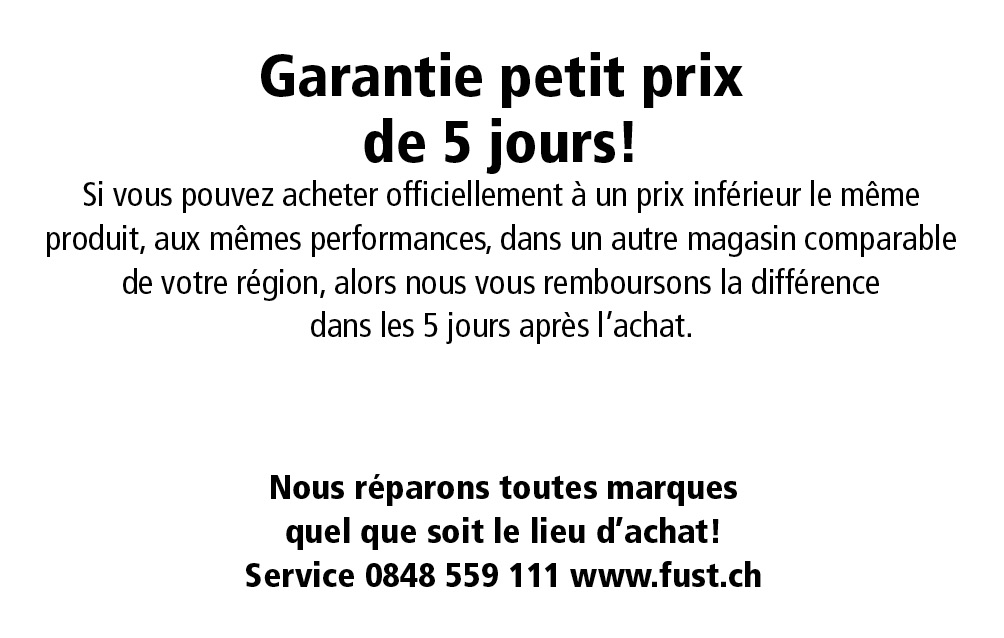 Garantie petit prix
de 5 jours!
Si vous pouvez acheter officiellement à un prix inférieur le même
produit, aux mêmes performances, dans un autre magasin comparable
de votre région, alors nous vous remboursons la différence
dans les 5 jours après l’achat.
Nous réparons toutes marques
quel que soit le lieu d’achat!
Service 0848 559 111 www.fust.ch